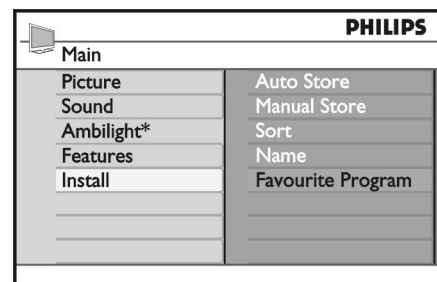 PHILIPS
Main
Picture
Sound
Ambilight*
Features
Install
Auto Store
Manual Store
Sort
Name
Favourite Program